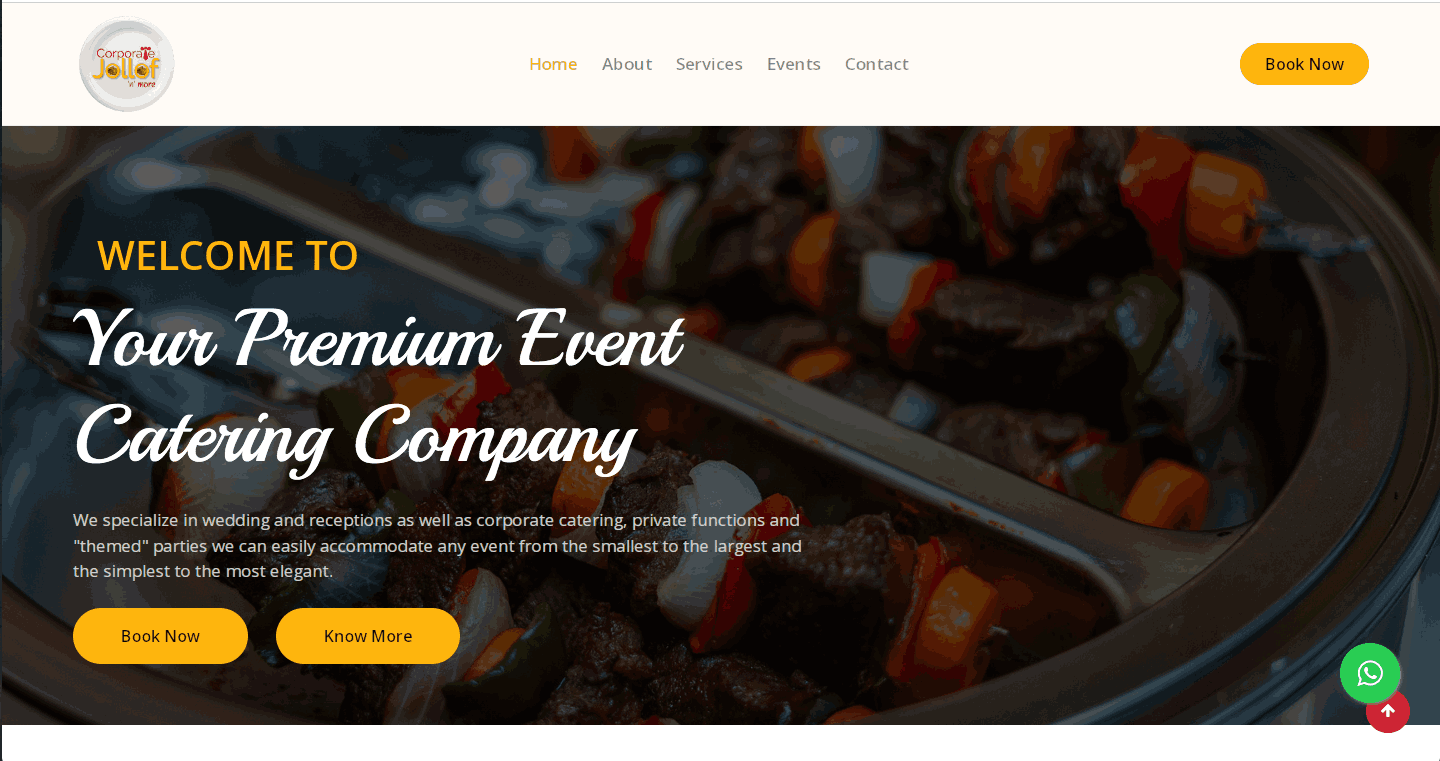 Corporate
Jollof
'n' more
Home About Services Events Contact
Book Now
WELCOME TO
Your Premium Event
Catering Company
We specialize in wedding and receptions as well as corporate catering, private functions and
"themed" parties we can easily accommodate any event from the smallest to the largest and
the simplest to the most elegant.
Book Now
Know More